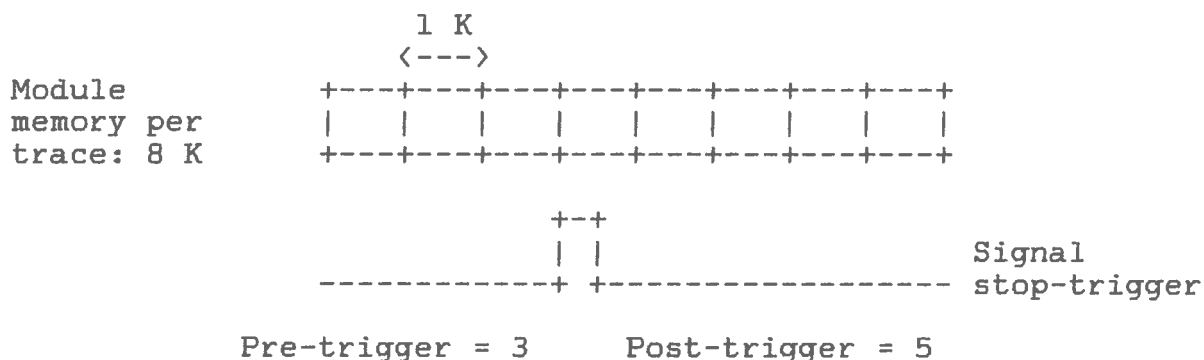 1 K
                   <--->
Module         +---+---+---+---+---+---+---+---+
memory per     |   |   |   |   |   |   |   |   |
trace: 8 K     +---+---+---+---+---+---+---+---+
                           +-+
                           | |                    Signal
               ------------+ +------------------ stop-trigger
           Pre-trigger = 3     Post-trigger = 5